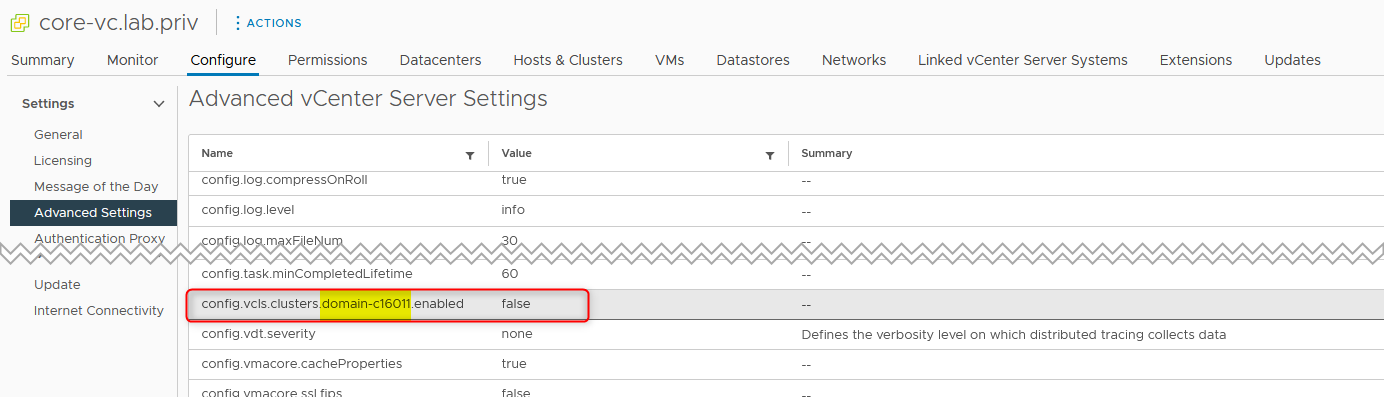 core-vc.lab.priv ACTIONS
Summary Monitor Configure Permissions Datacenters Hosts & Clusters VMs Datastores Networks Linked vCenter Server Systems Extensions Updates
Settings
General
Licensing
Message of the Day
Advanced Settings
Authentication Proxy
Update
Internet Connectivity
Advanced vCenter Server Settings
Name Value Summary
config.log.compressOnRoll true --
config.log.level info --
config.log.maxFileNum 30 --
config.task.minCompletedLifetime 60 --
config.vcls.clusters.domain-c16011.enabled false --
config.vdt.severity none Defines the verbosity level on which distributed tracing collects data
config.vmacore.cacheProperties true --
config.vmacore.ssl.fips false --